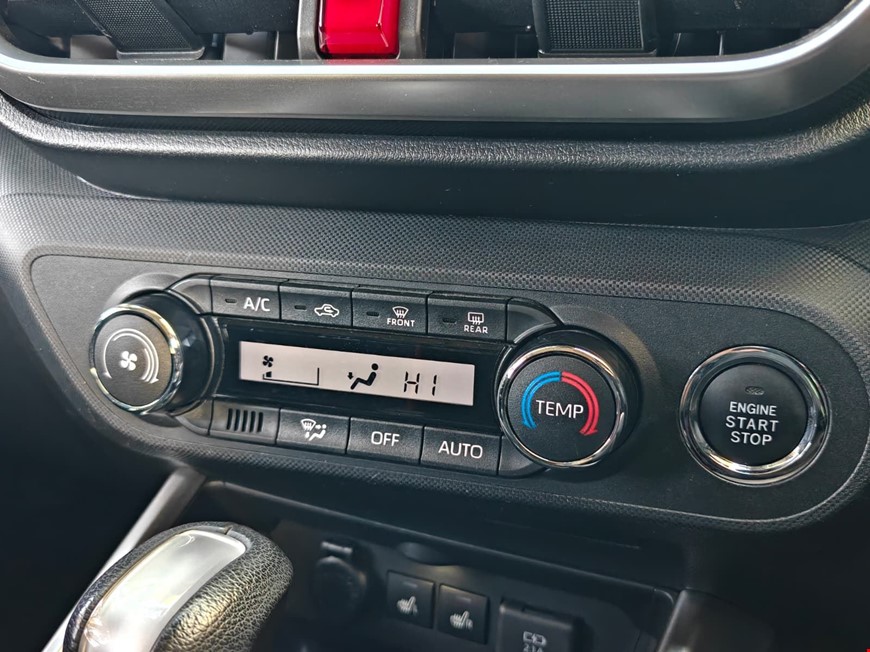 A/C
FRONT
REAR
HI
TEMP
ENGINE
START
STOP
OFF
AUTO